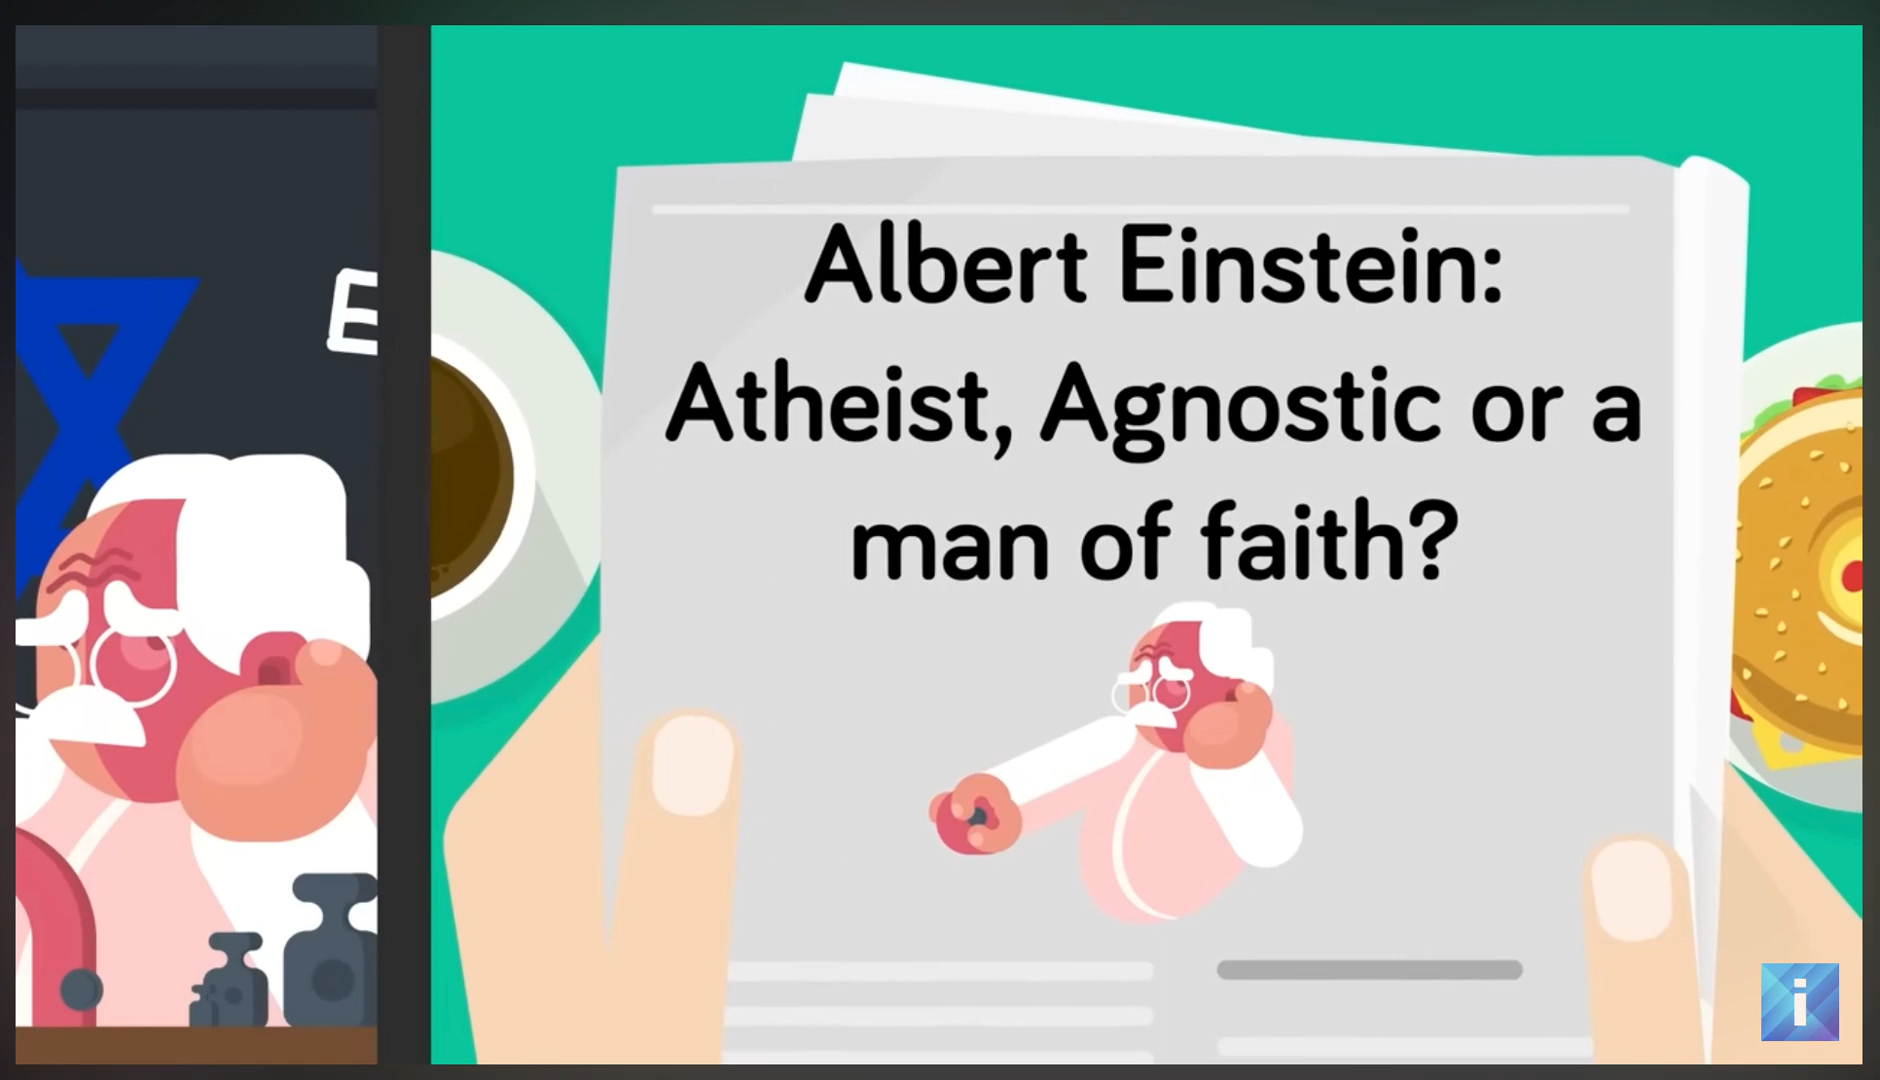 E
Albert Einstein:
Atheist, Agnostic or a
man of faith?
i